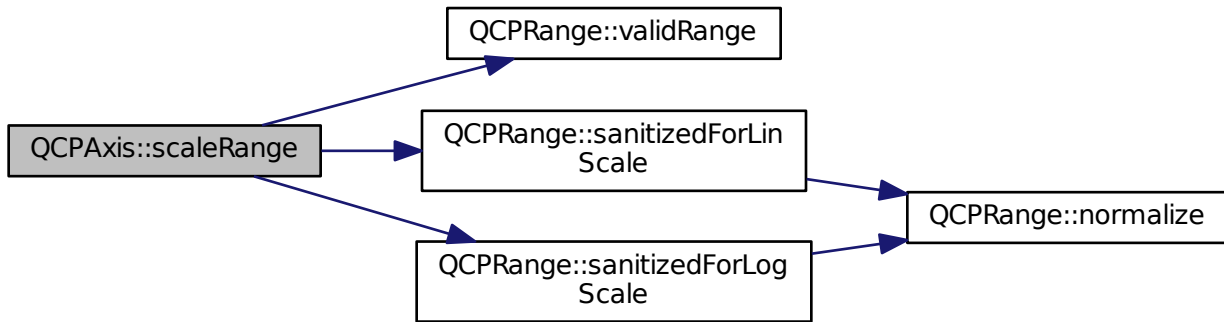 QCPRange::validRange
QCPAxis::scaleRange
QCPRange::sanitizedForLin
Scale
QCPRange::normalize
QCPRange::sanitizedForLog
Scale